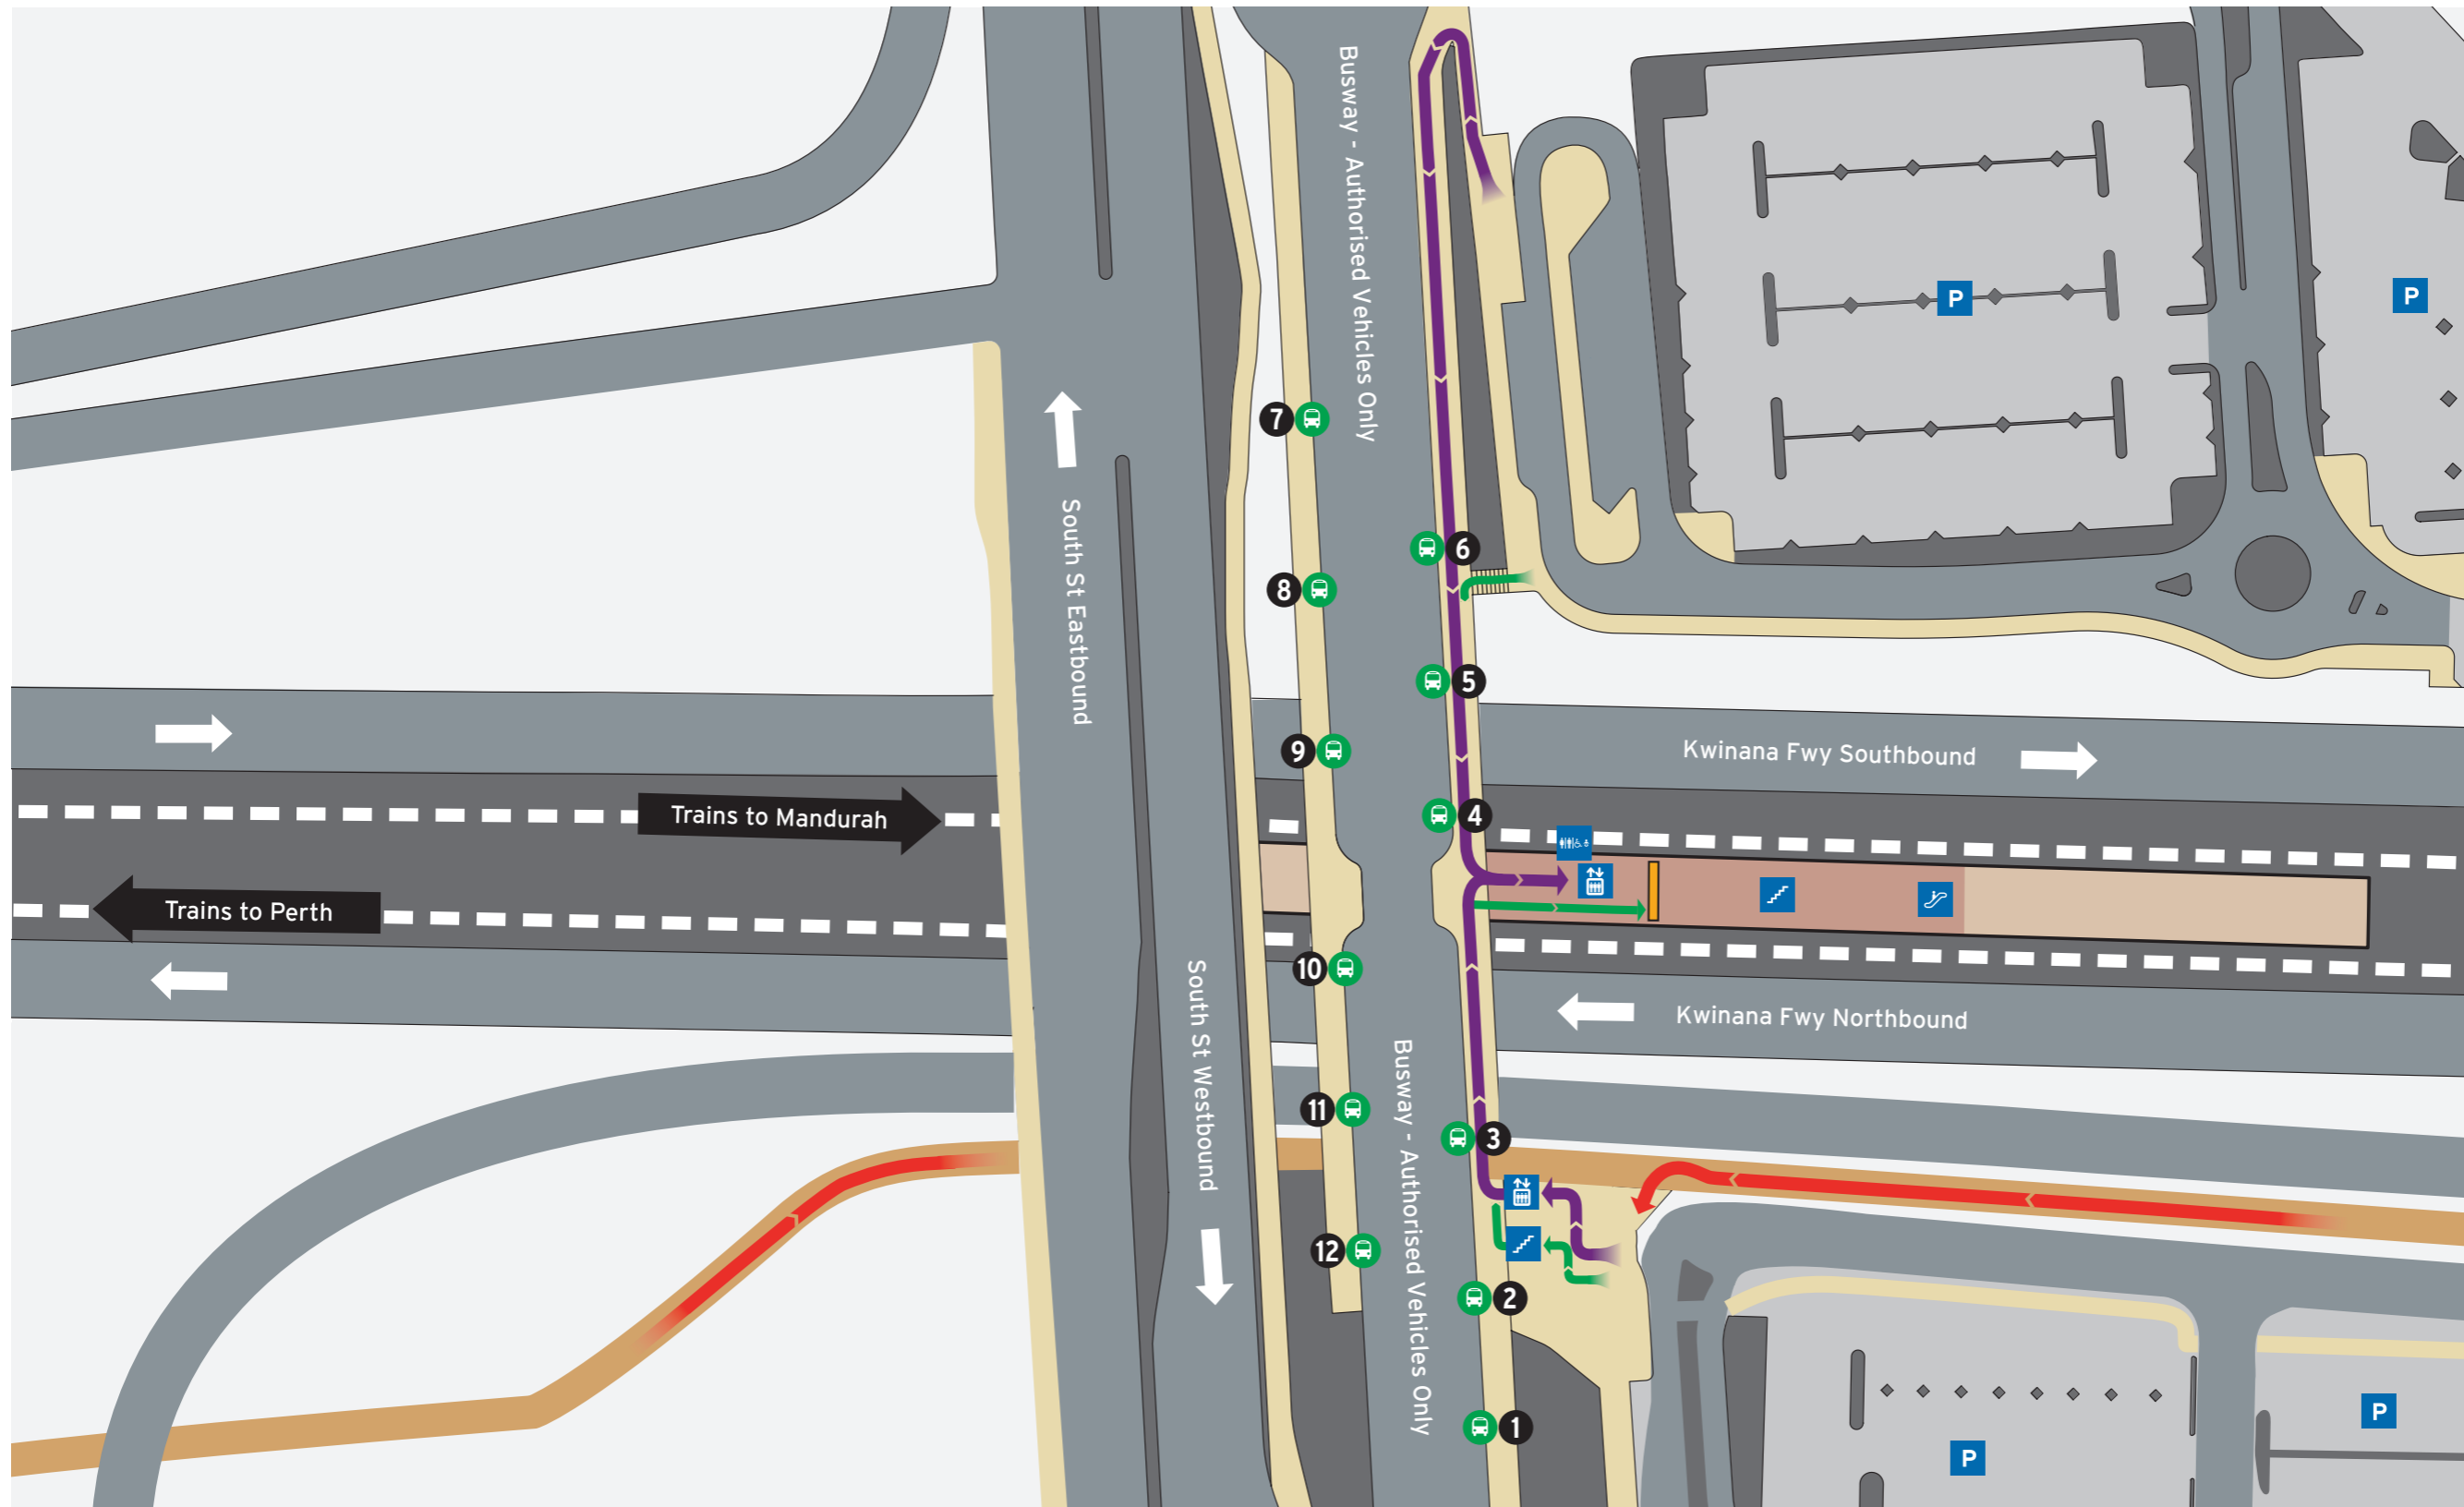 Busway - Authorised Vehicles Only
P
P
7
South St Eastbound
6
8
5
9
Kwinana Fwy Southbound
Trains to Mandurah
4
Trains to Perth
10
South St Westbound
Kwinana Fwy Northbound
Busway - Authorised Vehicles Only
11
3
12
2
1
P
P